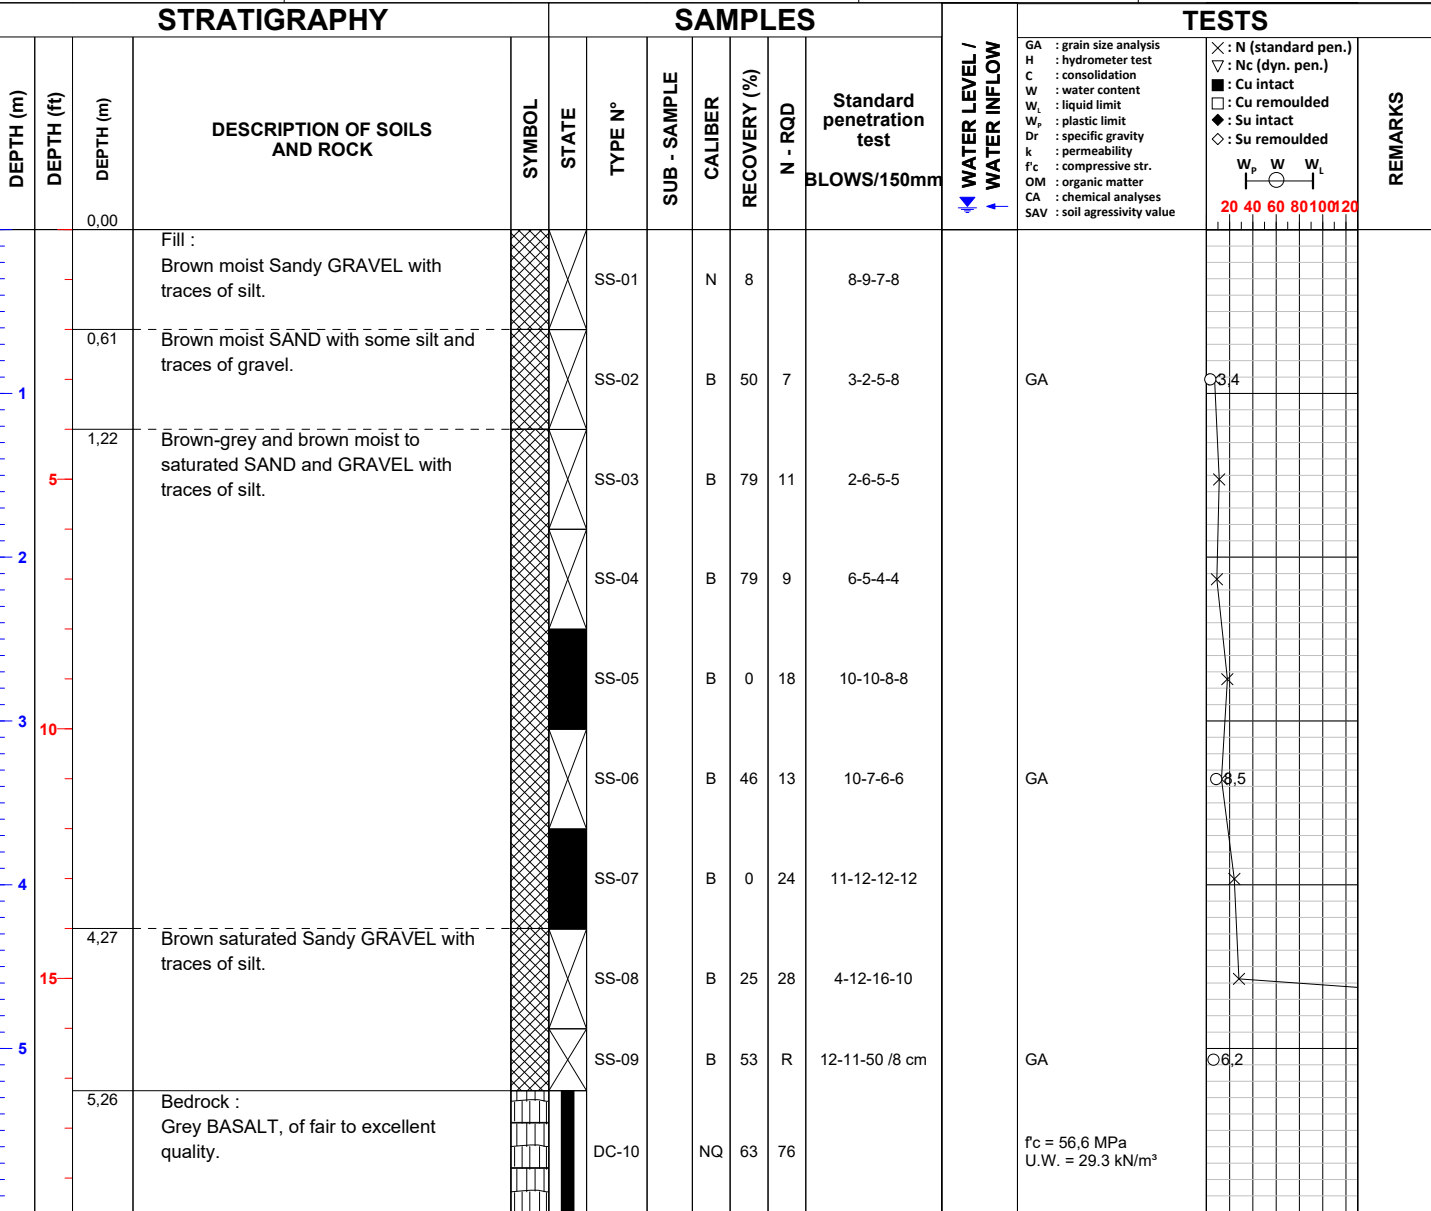 STRATIGRAPHY
SAMPLES
TESTS
DEPTH (m)
DEPTH (ft)
DEPTH (m)
0,00
DESCRIPTION OF SOILS
AND ROCK
SYMBOL
STATE
TYPE N°
SUB - SAMPLE
CALIBER
RECOVERY (%)
N - RQD
Standard
penetration
test
BLOWS/150mm
WATER LEVEL /
WATER INFLOW
GA : grain size analysis
H : hydrometer test
C : consolidation
W : water content
WL : liquid limit
WP : plastic limit
Dr : specific gravity
k : permeability
f'c : compressive str.
OM : organic matter
CA : chemical analyses
SAV : soil agressivity value
: N (standard pen.)
: Nc (dyn. pen.)
: Cu intact
: Cu remoulded
: Su intact
: Su remoulded
WP W WL
20 40 60 80 100 120
REMARKS
Fill :
Brown moist Sandy GRAVEL with
traces of silt.
SS-01 N 8 8-9-7-8
0,61 Brown moist SAND with some silt and
traces of gravel.
1
SS-02 B 50 7 3-2-5-8 GA 3,4
1,22 Brown-grey and brown moist to
saturated SAND and GRAVEL with
traces of silt.
5
SS-03 B 79 11 2-6-5-5
2
SS-04 B 79 9 6-5-4-4
SS-05 B 0 18 10-10-8-8
3
10
SS-06 B 46 13 10-7-6-6 GA 8,5
4
SS-07 B 0 24 11-12-12-12
4,27 Brown saturated Sandy GRAVEL with
traces of silt.
15
SS-08 B 25 28 4-12-16-10
5
SS-09 B 53 R 12-11-50 /8 cm GA 6,2
5,26 Bedrock :
Grey BASALT, of fair to excellent
quality.
DC-10 NQ 63 76
f'c = 56,6 MPa
U.W. = 29.3 kN/m³